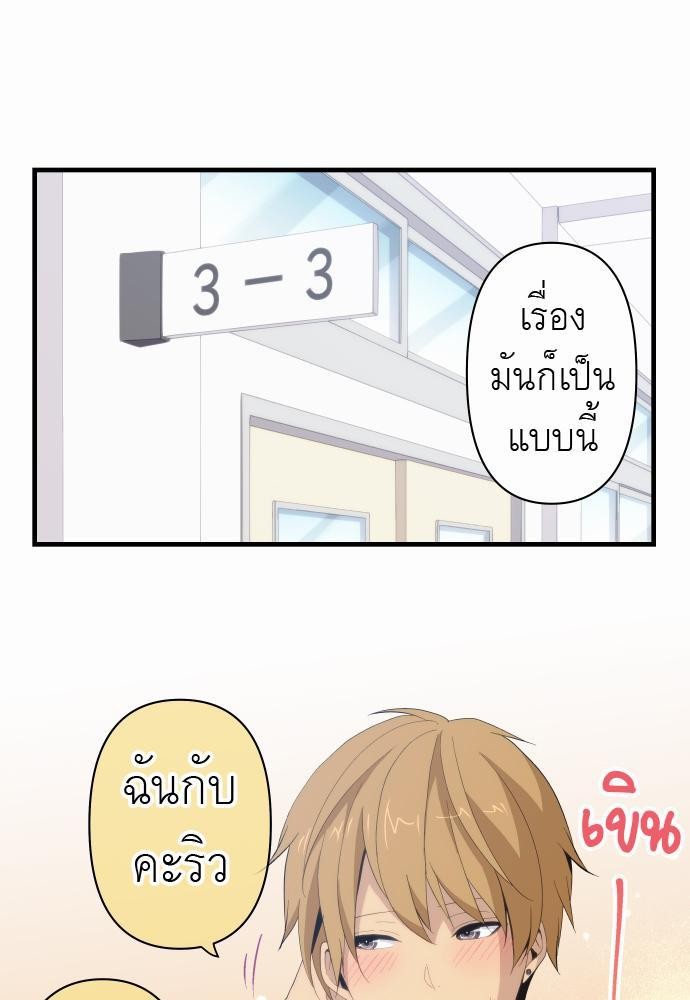 3-3
เรื่อง
มันก็เป็น
แบบนี้
ฉันกับ
คะริว
เขิน